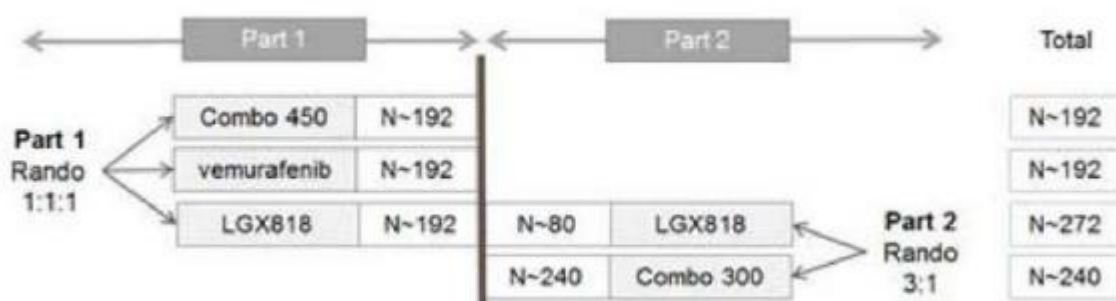 Part 1 Part 2 Total
Combo 450 N~192 N~192
Part 1
Rando
1:1:1
vemurafenib N~192 N~192
LGX818 N~192 N~80 LGX818 N~272
Part 2
Rando
3:1
N~240 Combo 300 N~240